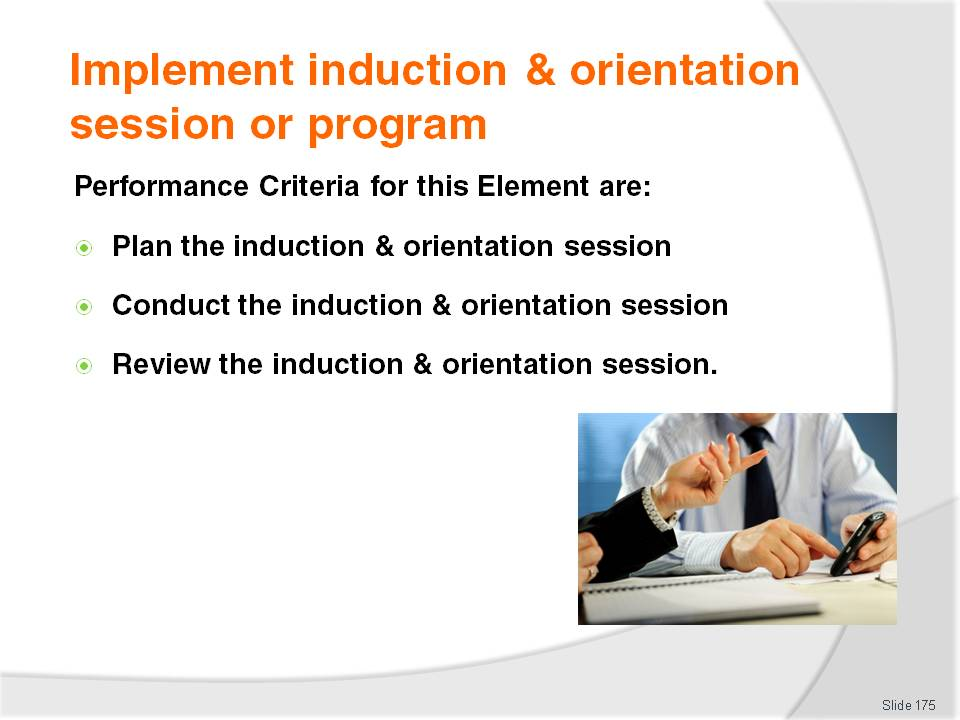 Implement induction & orientation
session or program
Performance Criteria for this Element are:
Plan the induction & orientation session
Conduct the induction & orientation session
Review the induction & orientation session.
Slide 175